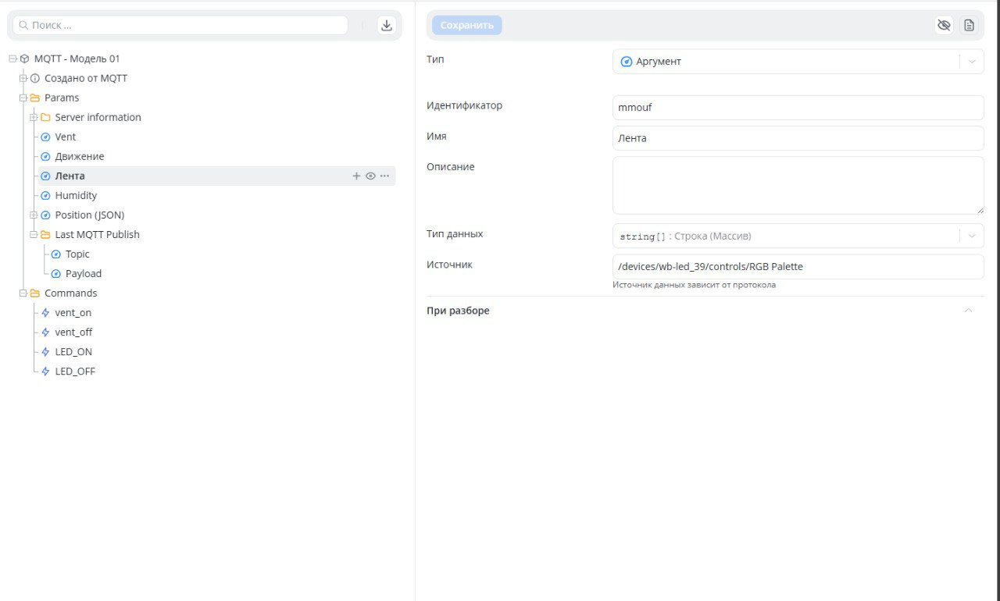 Поиск ...
MQTT - Модель 01
Создано от MQTT
Params
Server information
Vent
Движение
Лента
Humidity
Position (JSON)
Last MQTT Publish
Topic
Payload
Commands
vent_on
vent_off
LED_ON
LED_OFF
Сохранить
Тип
Аргумент
Идентификатор
mmouf
Имя
Лента
Описание
Тип данных
string[] : Строка (Массив)
Источник
/devices/wb-led_39/controls/RGB Palette
Источник данных зависит от протокола
При разборе